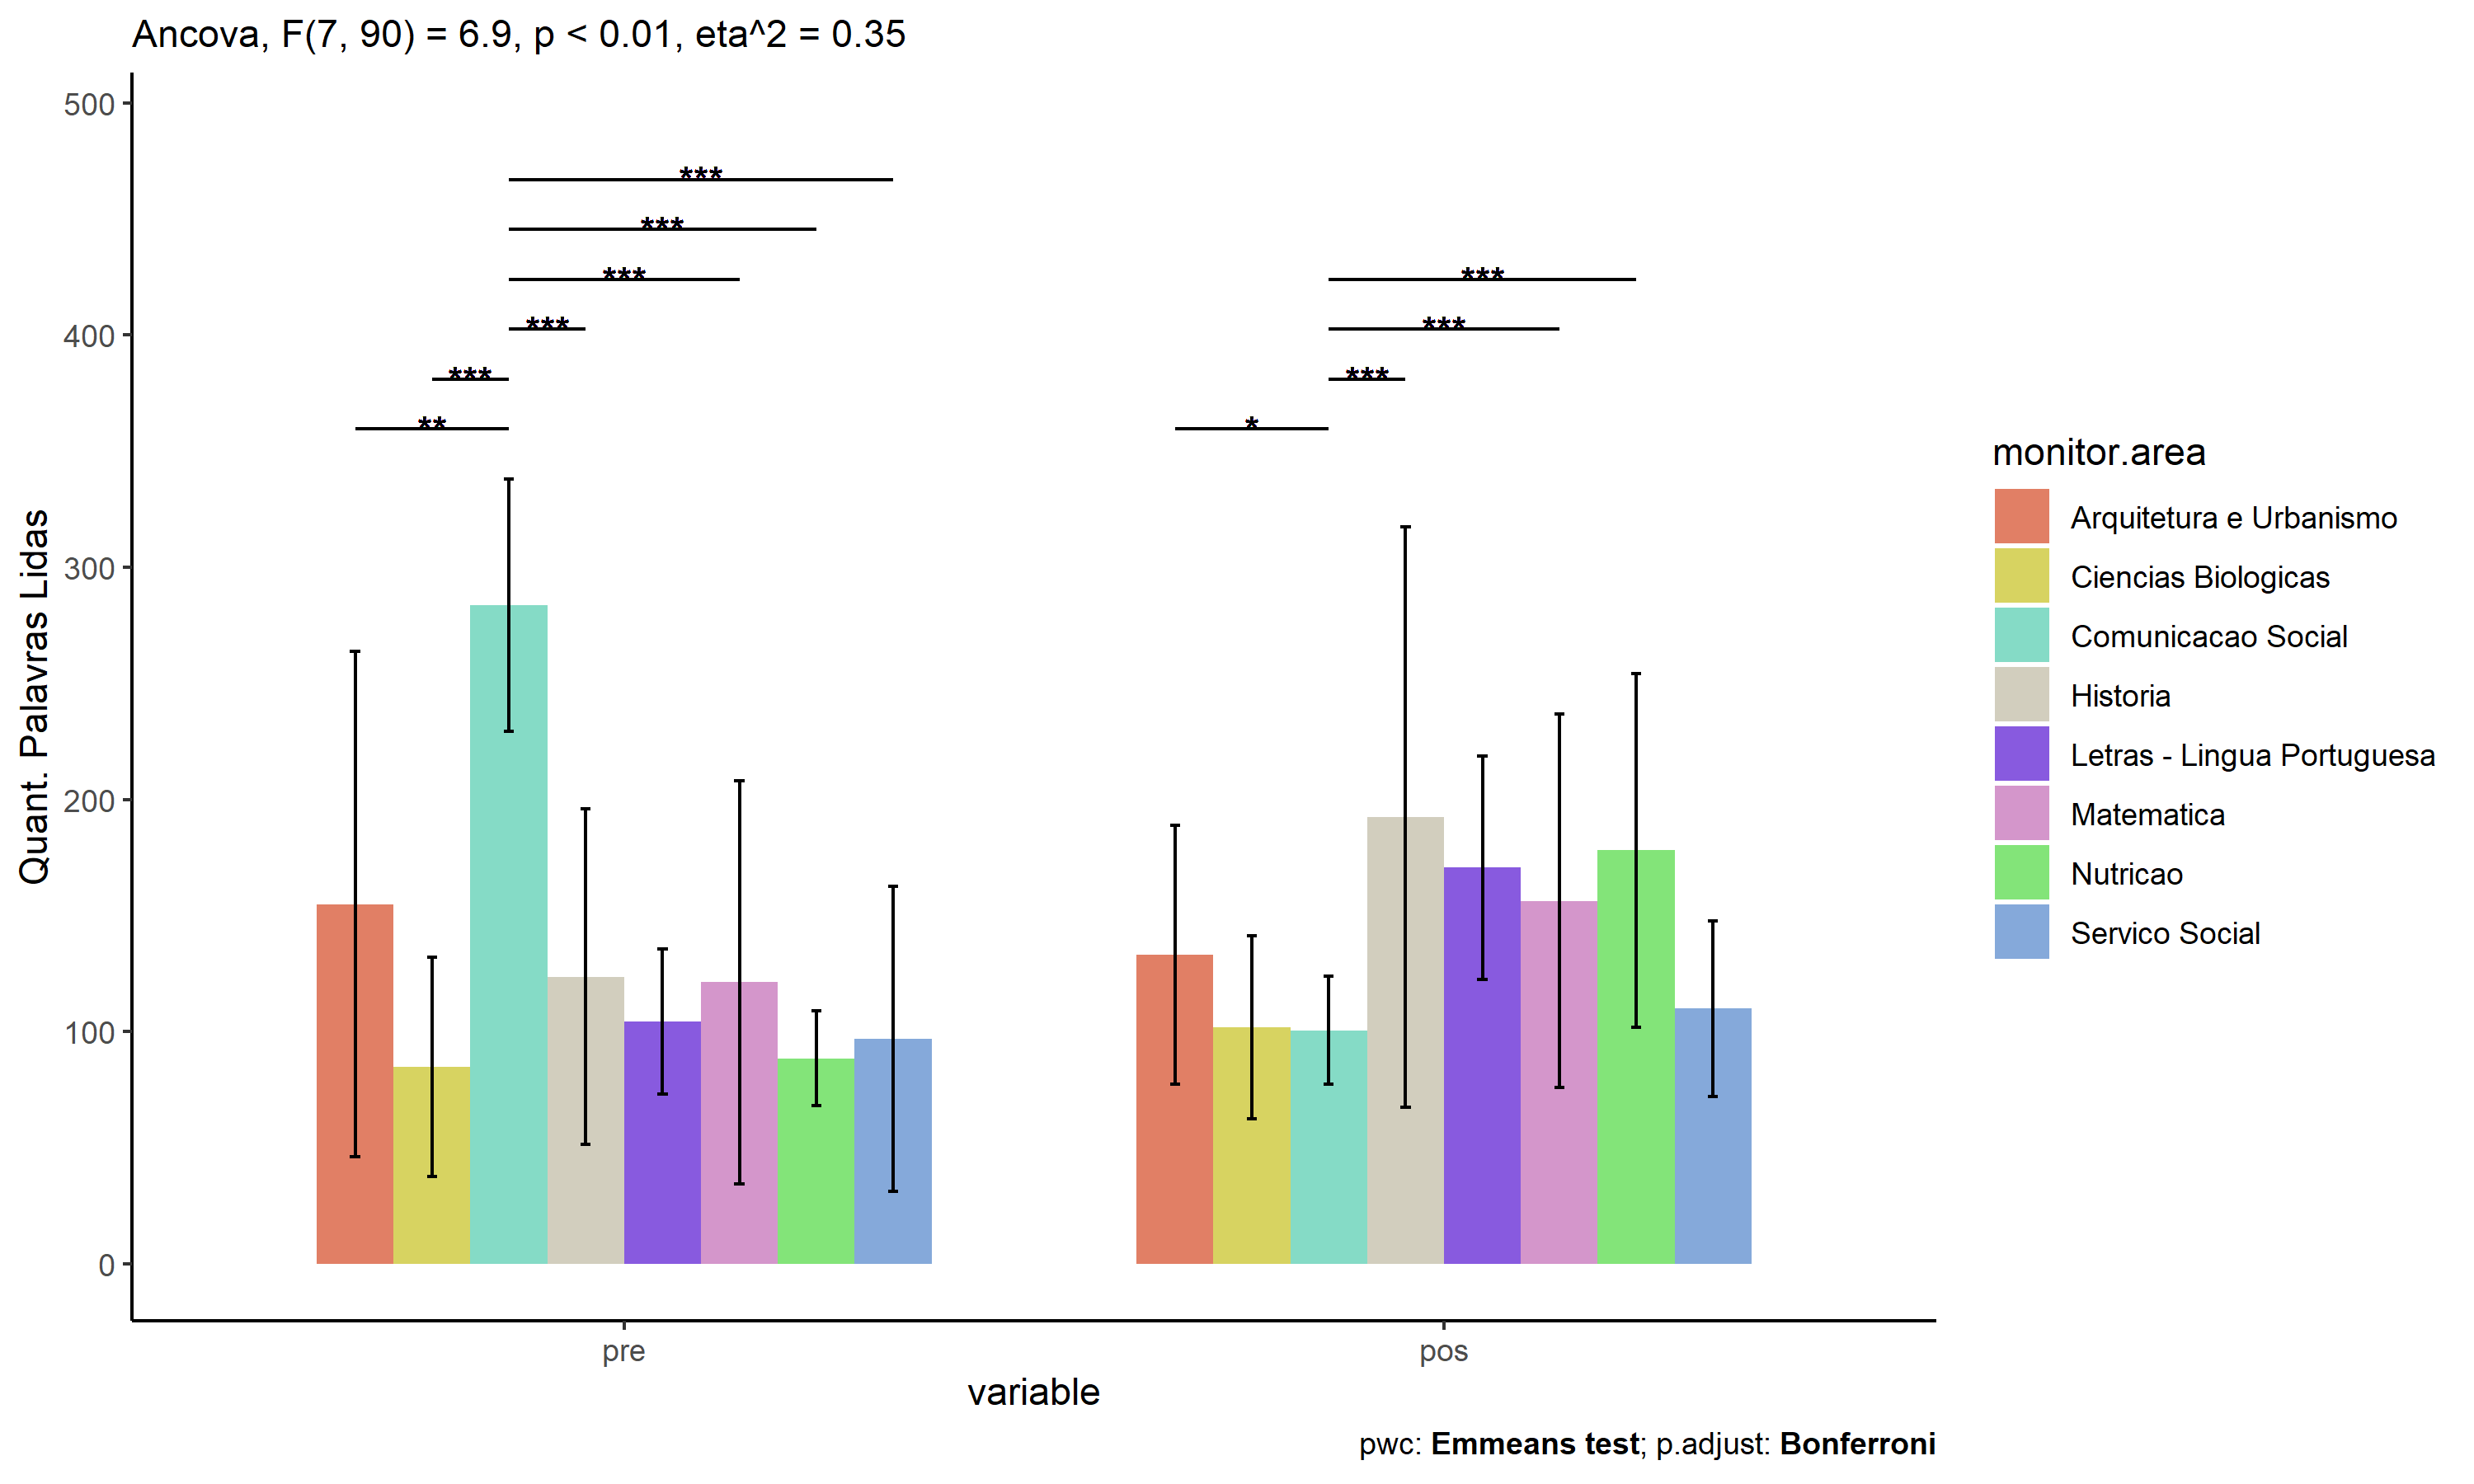 Ancova, F(7, 90) = 6.9, p < 0.01, eta^2 = 0.35
500
400
300
200
100
0
Quant. Palavras Lidas
***
***
***
***
***
**
***
***
***
*
pre
pos
variable
monitor.area
Arquitetura e Urbanismo
Ciencias Biologicas
Comunicacao Social
Historia
Letras - Lingua Portuguesa
Matematica
Nutricao
Servico Social
pwc: Emmeans test; p.adjust: Bonferroni